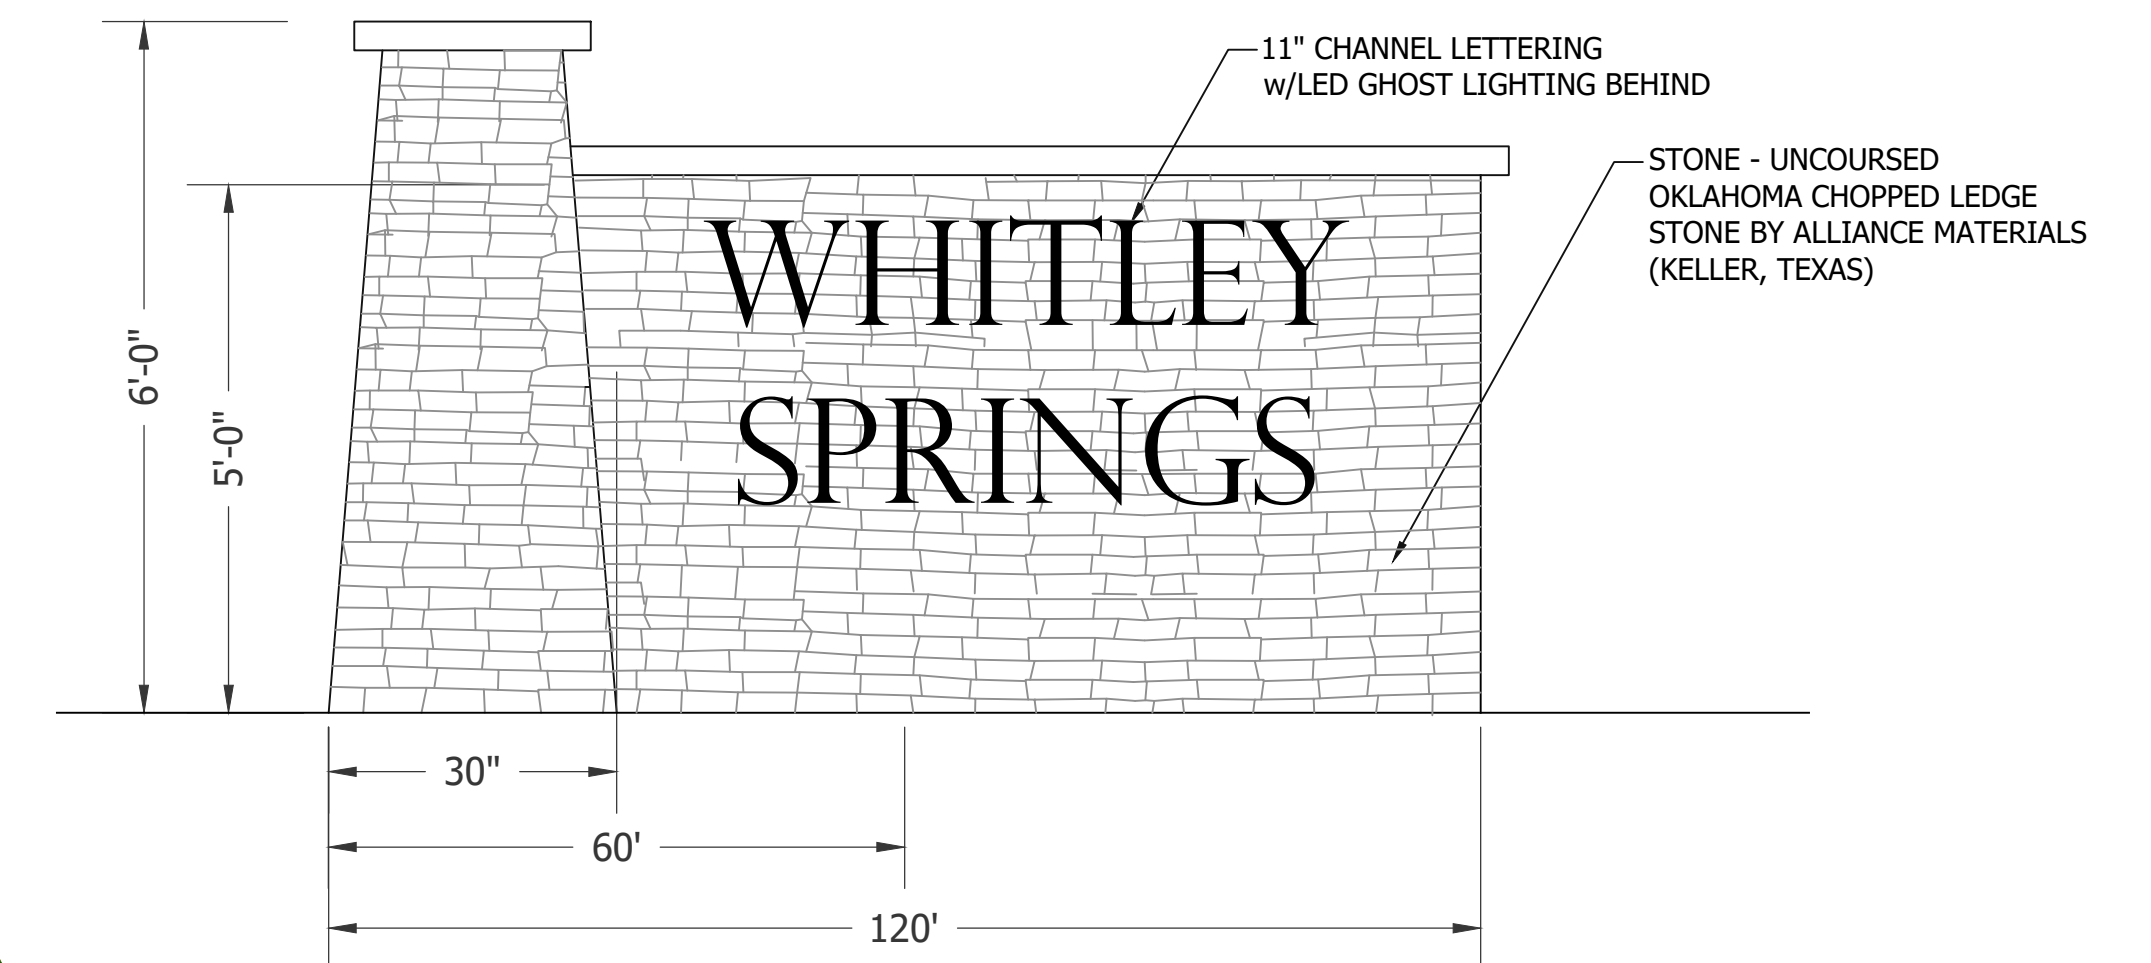 11" CHANNEL LETTERING
w/LED GHOST LIGHTING BEHIND
STONE - UNCOURSED
OKLAHOMA CHOPPED LEDGE
STONE BY ALLIANCE MATERIALS
(KELLER, TEXAS)
WHITLEY
SPRINGS
6'-0"
5'-0"
30"
60'
120'